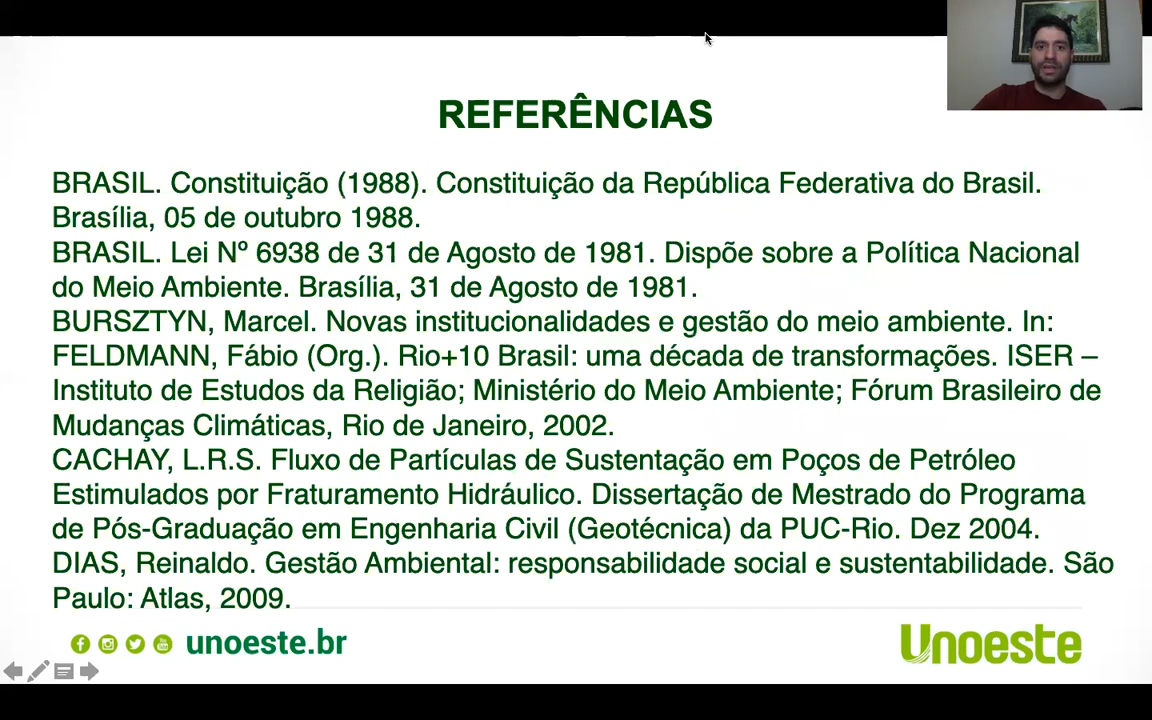 REFERÊNCIAS
BRASIL. Constituição (1988). Constituição da República Federativa do Brasil.
Brasília, 05 de outubro 1988.
BRASIL. Lei Nº 6938 de 31 de Agosto de 1981. Dispõe sobre a Política Nacional
do Meio Ambiente. Brasília, 31 de Agosto de 1981.
BURSZTYN, Marcel. Novas institucionalidades e gestão do meio ambiente. In:
FELDMANN, Fábio (Org.). Rio+10 Brasil: uma década de transformações. ISER –
Instituto de Estudos da Religião; Ministério do Meio Ambiente; Fórum Brasileiro de
Mudanças Climáticas, Rio de Janeiro, 2002.
CACHAY, L.R.S. Fluxo de Partículas de Sustentação em Poços de Petróleo
Estimulados por Fraturamento Hidráulico. Dissertação de Mestrado do Programa
de Pós-Graduação em Engenharia Civil (Geotécnica) da PUC-Rio. Dez 2004.
DIAS, Reinaldo. Gestão Ambiental: responsabilidade social e sustentabilidade. São
Paulo: Atlas, 2009.
unoeste.br
Unoeste